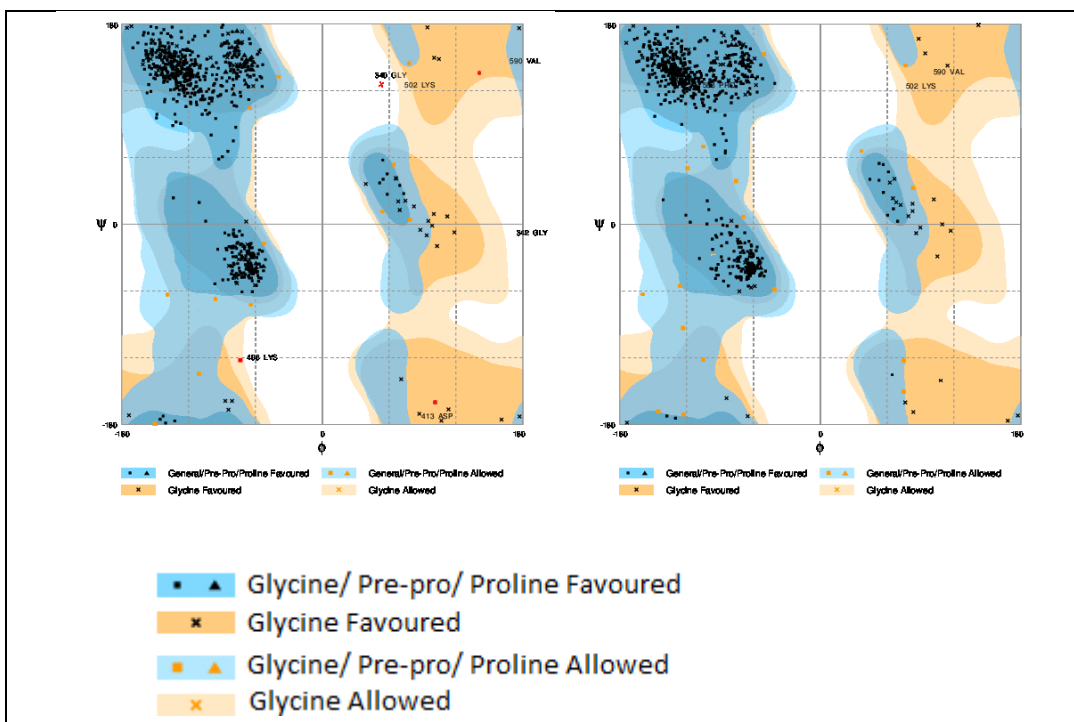 180
590 VAL
GLY
502 LYS
ψ 0
342 GLY
LYS
413 ASP
-180
-180 0 180
Φ
General/Pre-Pro/Proline Favoured
General/Pre-Pro/Proline Allowed
Glycine Favoured
Glycine Allowed
180
590 VAL
502 LYS
ψ 0
-180
-180 0 180
Φ
General/Pre-Pro/Proline Favoured
General/Pre-Pro/Proline Allowed
Glycine Favoured
Glycine Allowed
Glycine/ Pre-pro/ Proline Favoured
Glycine Favoured
Glycine/ Pre-pro/ Proline Allowed
Glycine Allowed